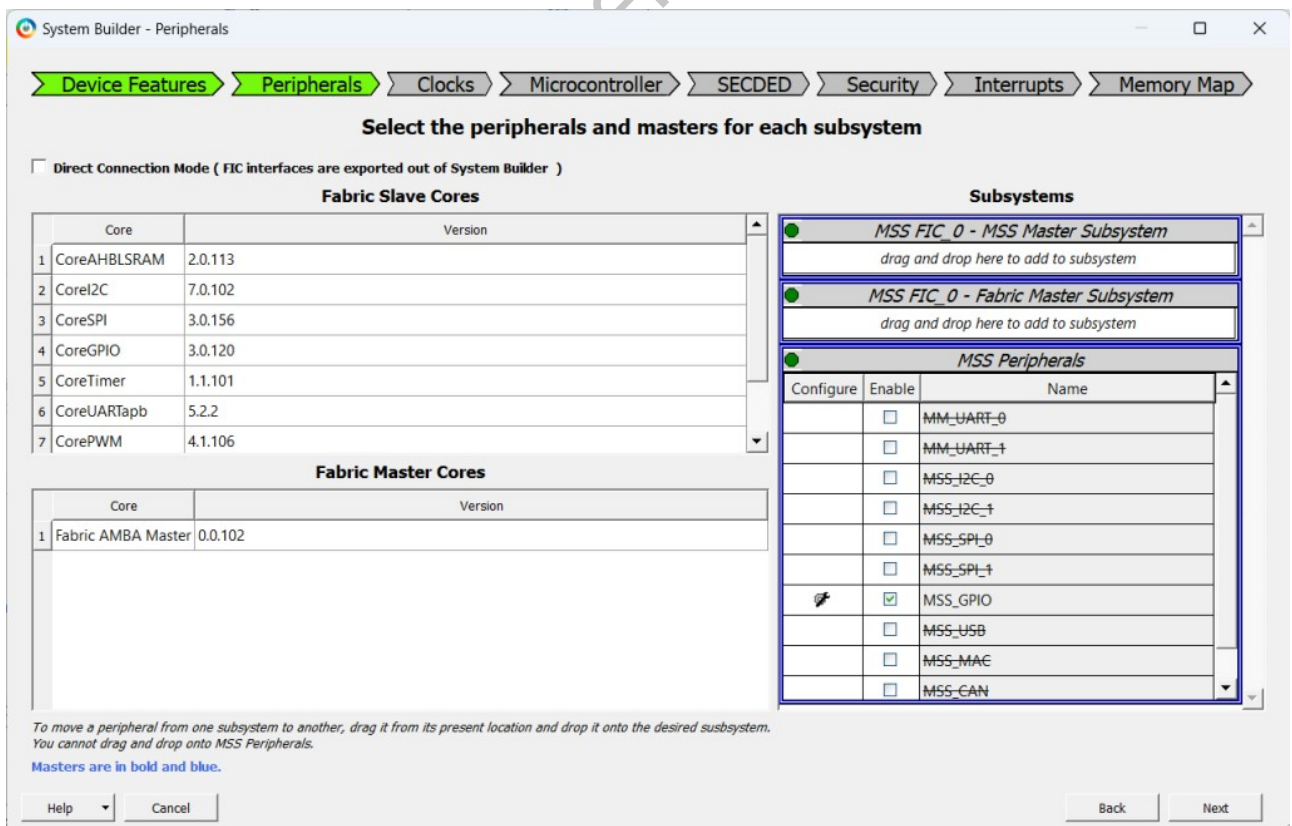 System Builder - Peripherals
Device Features Peripherals Clocks Microcontroller SECDED Security Interrupts Memory Map
Select the peripherals and masters for each subsystem
Direct Connection Mode ( FIC interfaces are exported out of System Builder )
Fabric Slave Cores
Core Version
1 CoreAHBLSRAM 2.0.113
2 CoreI2C 7.0.102
3 CoreSPI 3.0.156
4 CoreGPIO 3.0.120
5 CoreTimer 1.1.101
6 CoreUARTapb 5.2.2
7 CorePWM 4.1.106
Fabric Master Cores
Core Version
1 Fabric AMBA Master 0.0.102
Subsystems
MSS FIC_0 - MSS Master Subsystem
drag and drop here to add to subsystem
MSS FIC_0 - Fabric Master Subsystem
drag and drop here to add to subsystem
MSS Peripherals
Configure Enable Name
MM_UART_0
MM_UART_1
MSS_I2C_0
MSS_I2C_1
MSS_SPI_0
MSS_SPI_1
MSS_GPIO
MSS_USB
MSS_MAC
MSS_CAN
To move a peripheral from one subsystem to another, drag it from its present location and drop it onto the desired susbsystem.
You cannot drag and drop onto MSS Peripherals.
Masters are in bold and blue.
Help Cancel Back Next